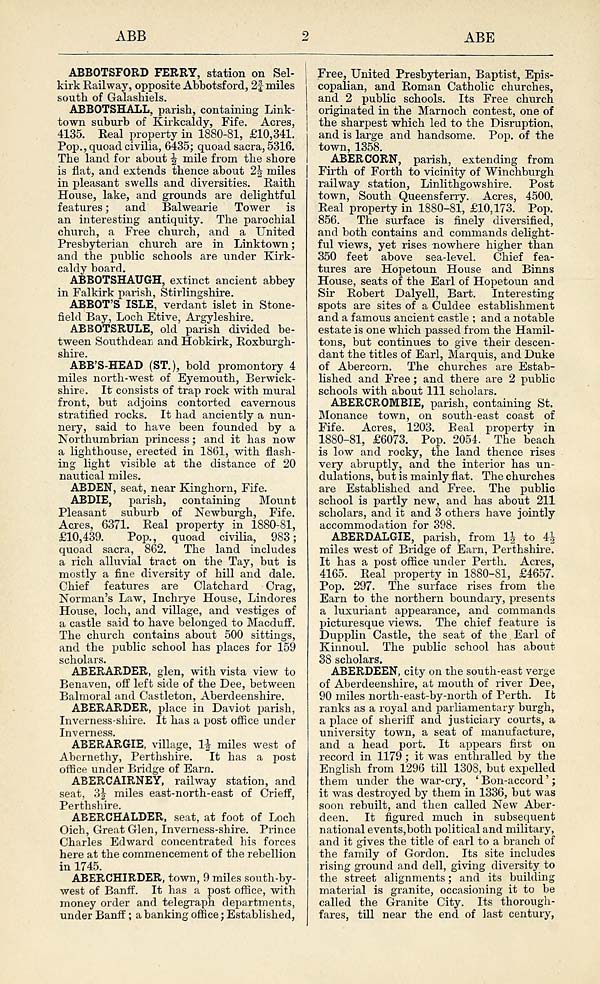 ABB
2
ABE
ABBOTSFORD FERRY, station on Sel-
kirk Railway, opposite Abbotsford, 2¾ miles
south of Galashiels.
ABBOTSHALL, parish, containing Link-
town suburb of Kirkcaldy, Fife. Acres,
4135. Real property in 1880-81, £10,341.
Pop., quoad civilia, 6435; quoad sacra, 5316.
The land for about ½ mile from the shore
is flat, and extends thence about 2½ miles
in pleasant swells and diversities. Raith
House, lake, and grounds are delightful
features; and Balwearie Tower is
an interesting antiquity. The parochial
church, a Free church, and a United
Presbyterian church are in Linktown;
and the public schools are under Kirk-
caldy board.
ABBOTSHAUGH, extinct ancient abbey
in Falkirk parish, Stirlingshire.
ABBOT'S ISLE, verdant islet in Stone-
field Bay, Loch Etive, Argyleshire.
ABBOTSRULE, old parish divided be-
tween Southdean and Hobkirk, Roxburgh-
shire.
ABB'S-HEAD (ST.), bold promontory 4
miles north-west of Eyemouth, Berwick-
shire. It consists of trap rock with mural
front, but adjoins contorted cavernous
stratified rocks. It had anciently a nun-
nery, said to have been founded by a
Northumbrian princess; and it has now
a lighthouse, erected in 1861, with flash-
ing light visible at the distance of 20
nautical miles.
ABDEN, seat, near Kinghorn, Fife.
ABDIE, parish, containing Mount
Pleasant suburb of Newburgh, Fife.
Acres, 6371. Real property in 1880-81,
£10,439. Pop., quoad civilia, 983;
quoad sacra, 862. The land includes
a rich alluvial tract on the Tay, but is
mostly a fine diversity of hill and dale.
Chief features are Clatchard Crag,
Norman's Law, Inchrye House, Lindores
House, loch, and village, and vestiges of
a castle said to have belonged to Macduff.
The church contains about 500 sittings,
and the public school has places for 159
scholars.
ABERARDER, glen, with vista view to
Benaven, off left side of the Dee, between
Balmoral and Castleton, Aberdeenshire.
ABERARDER, place in Daviot parish,
Inverness-shire. It has a post office under
Inverness.
ABERARGIE, village, 1½ miles west of
Abernethy, Perthshire. It has a post
office under Bridge of Earn.
ABERCAIRNEY, railway station, and
seat, 3½ miles east-north-east of Crieff,
Perthshire.
ABERCHALDER, seat, at foot of Loch
Oich, Great Glen, Inverness-shire. Prince
Charles Edward concentrated his forces
here at the commencement of the rebellion
in 1745.
ABERCHIRDER, town, 9 miles south-by-
west of Banff. It has a post office, with
money order and telegraph departments,
under Banff; a banking office; Established,
Free, United Presbyterian, Baptist, Epis-
copalian, and Roman Catholic churches,
and 2 public schools. Its Free church
originated in the Marnoch contest, one of
the sharpest which led to the Disruption,
and is large and handsome. Pop. of the
town, 1358.
ABERCORN, parish, extending from
Firth of Forth to vicinity of Winchburgh
railway station, Linlithgowshire. Post
town, South Queensferry. Acres, 4500.
Real property in 1880-81, £10,173. Pop.
856. The surface is finely diversified,
and both contains and commands delight-
ful views, yet rises nowhere higher than
350 feet above sea-level. Chief fea-
tures are Hopetoun House and Binns
House, seats of the Earl of Hopetoun and
Sir Robert Dalyell, Bart. Interesting
spots are sites of a Culdee establishment
and a famous ancient castle; and a notable
estate is one which passed from the Hamil-
tons, but continues to give their descen-
dant the titles of Earl, Marquis, and Duke
of Abercorn. The churches are Estab-
lished and Free; and there are 2 public
schools with about 111 scholars.
ABERCROMBIE, parish, containing St.
Monance town, on south-east coast of
Fife. Acres, 1203. Real property in
1880-81, £6073. Pop. 2054. The beach
is low and rocky, the land thence rises
very abruptly, and the interior has un-
dulations, but is mainly flat. The churches
are Established and Free. The public
school is partly new, and has about 211
scholars, and it and 3 others have jointly
accommodation for 398.
ABERDALGIE, parish, from 1½ to 4½
miles west of Bridge of Earn, Perthshire.
It has a post office under Perth. Acres,
4165. Real property in 1880-81, £4657.
Pop. 297. The surface rises from the
Earn to the northern boundary, presents
a luxuriant appearance, and commands
picturesque views. The chief feature is
Dupplin Castle, the seat of the Earl of
Kinnoul. The public school has about
38 scholars.
ABERDEEN, city on the south-east verge
of Aberdeenshire, at mouth of river Dee,
90 miles north-east-by-north of Perth. It
ranks as a royal and parliamentary burgh,
a place of sheriff and justiciary courts, a
university town, a seat of manufacture,
and a head port. It appears first on
record in 1179; it was enthralled by the
English from 1296 till 1308, but expelled
them under the war-cry, 'Bon-accord';
it was destroyed by them in 1336, but was
soon rebuilt, and then called New Aber-
deen. It figured much in subsequent
national events, both political and military,
and it gives the title of earl to a branch of
the family of Gordon. Its site includes
rising ground and dell, giving diversity to
the street alignments; and its building
material is granite, occasioning it to be
called the Granite City. Its thorough-
fares, till near the end of last century,